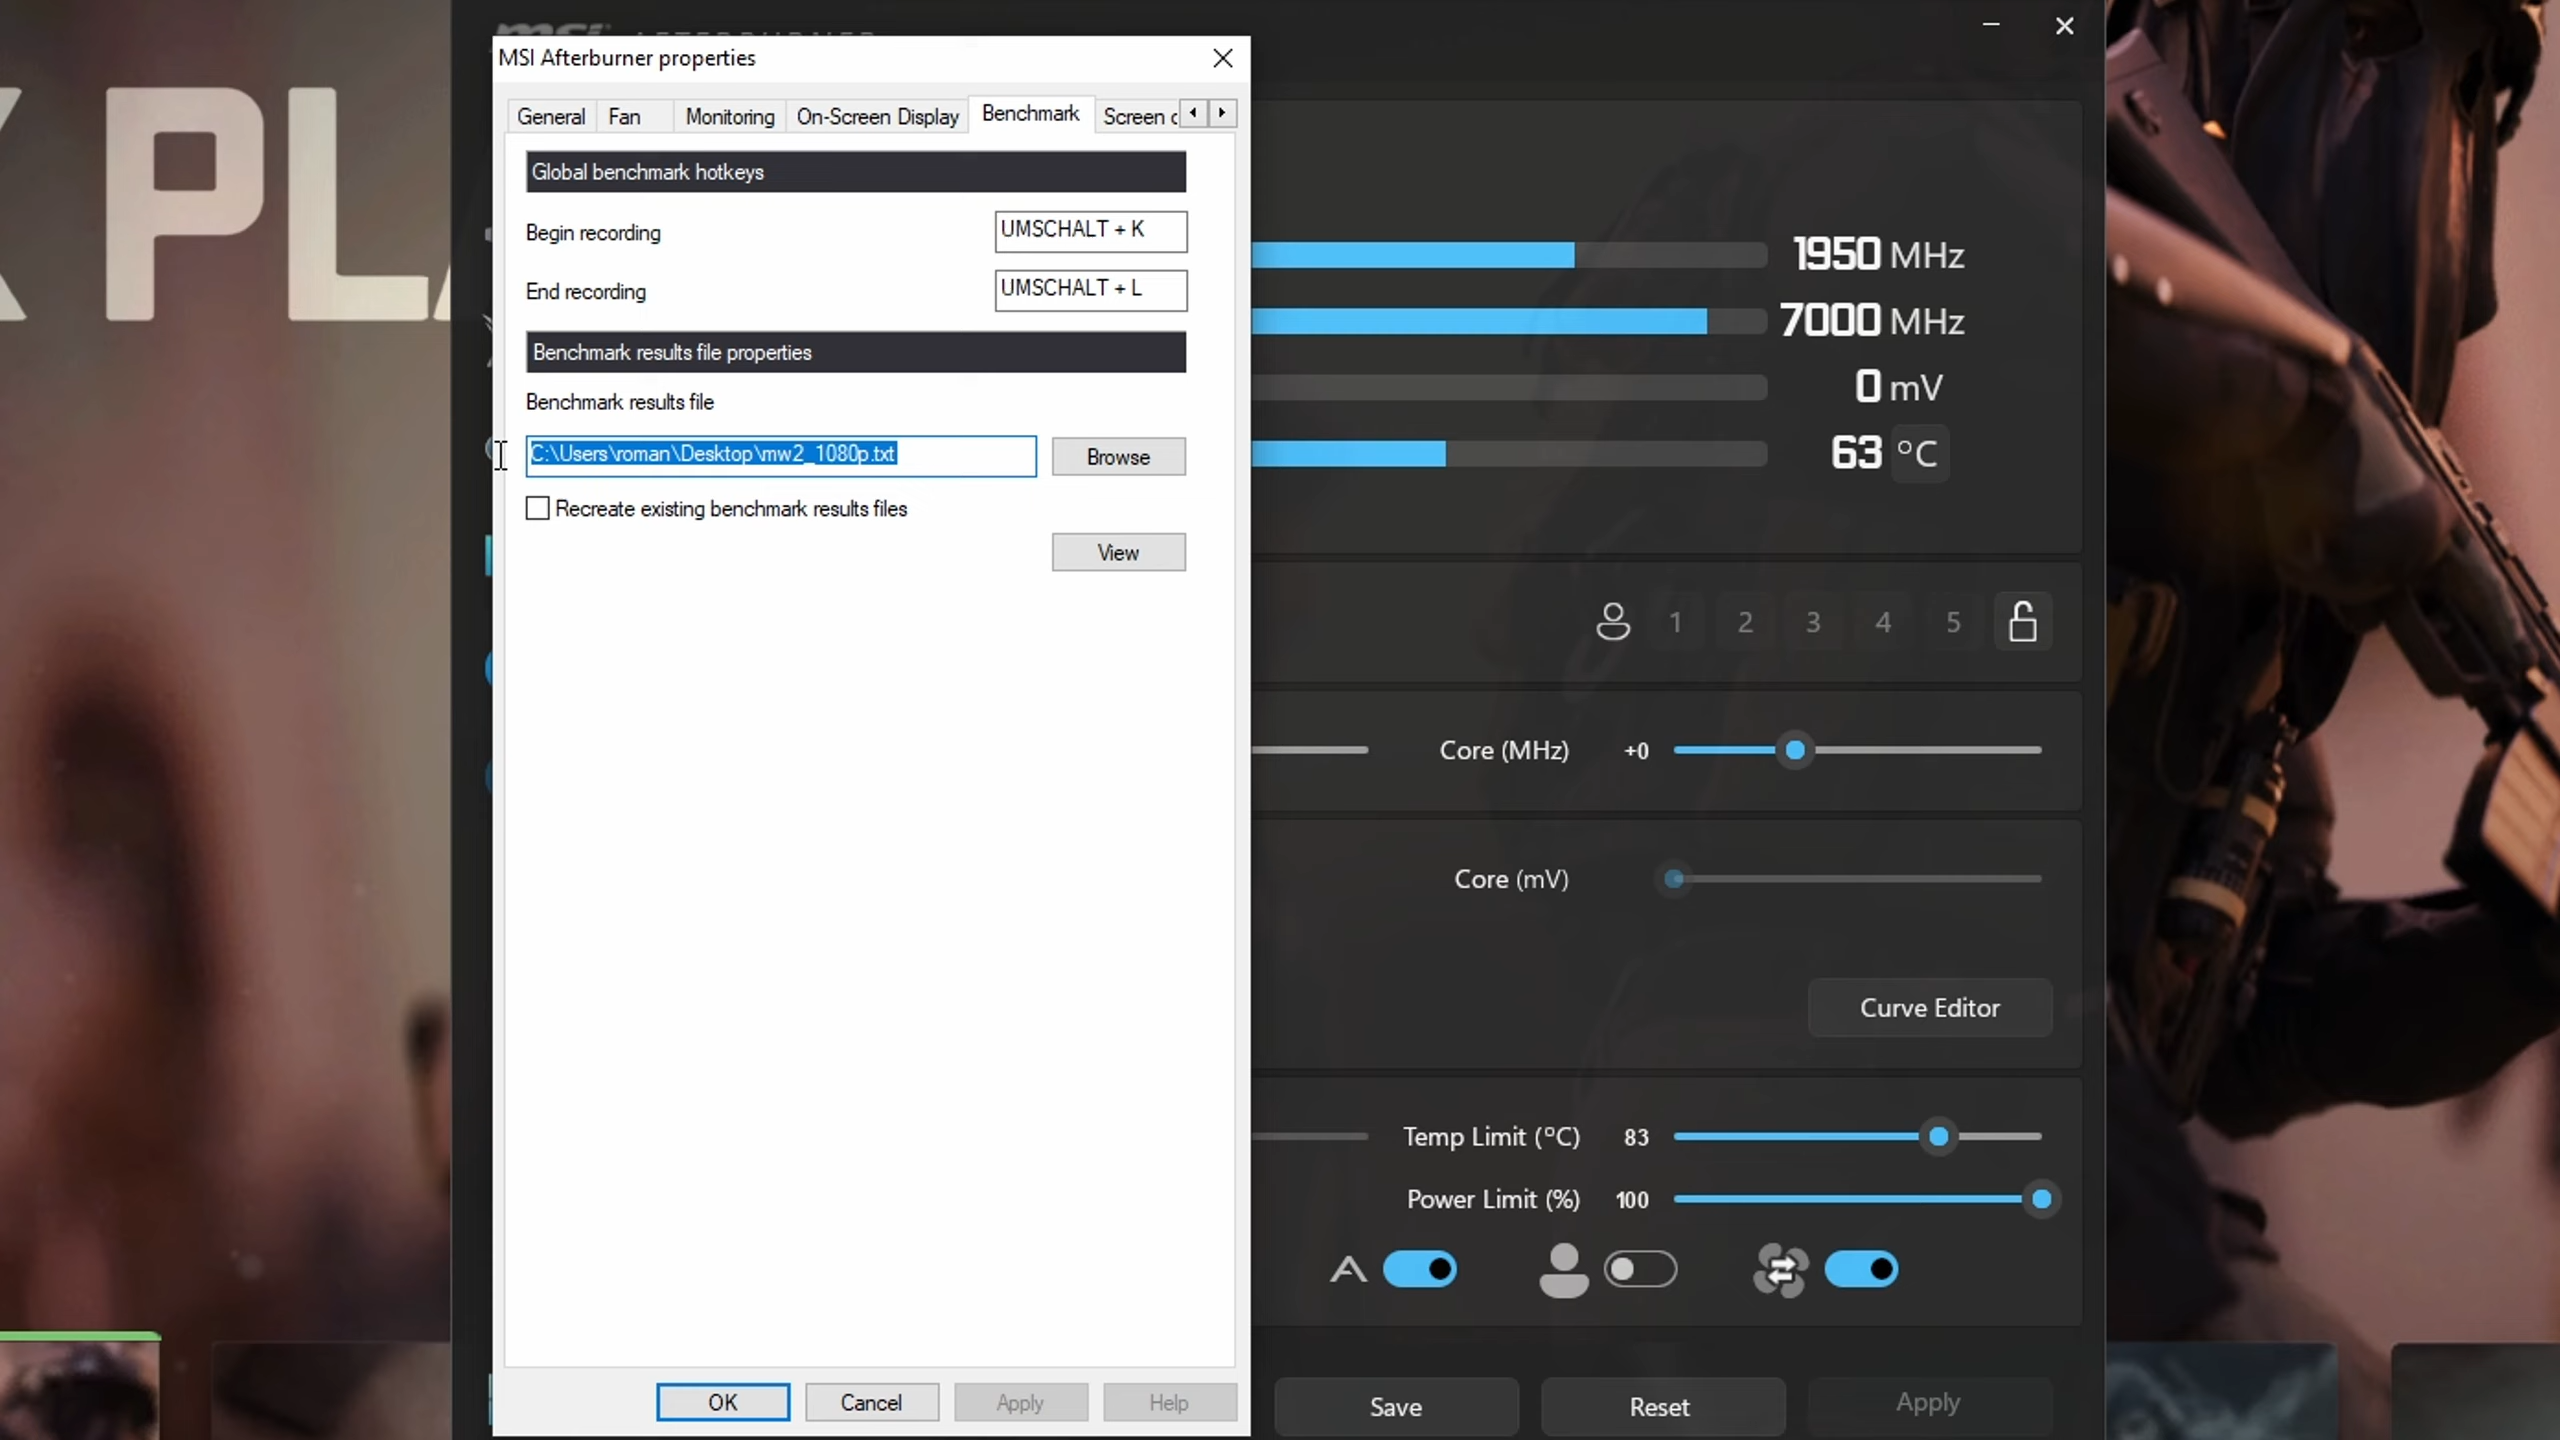 MSI Afterburner properties
General
Fan
Monitoring
On-Screen Display
Benchmark
Screen c
Global benchmark hotkeys
Begin recording
UMSCHALT + K
End recording
UMSCHALT + L
Benchmark results file properties
Benchmark results file
C:\Users\roman\Desktop\mw2_1080p.txt
Browse
Recreate existing benchmark results files
View
OK
Cancel
Apply
Help
1950 MHz
7000 MHz
0 mV
63 °C
1 2 3 4 5
Core (MHz) +0
Core (mV)
Curve Editor
Temp Limit (°C) 83
Power Limit (%) 100
Save
Reset
Apply
PL